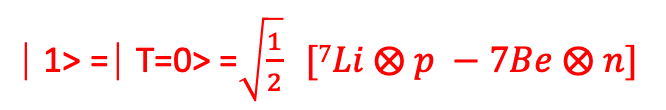 | 1> = | T=0> = √(1/2) [⁷Li ⊗ p − 7Be ⊗ n]